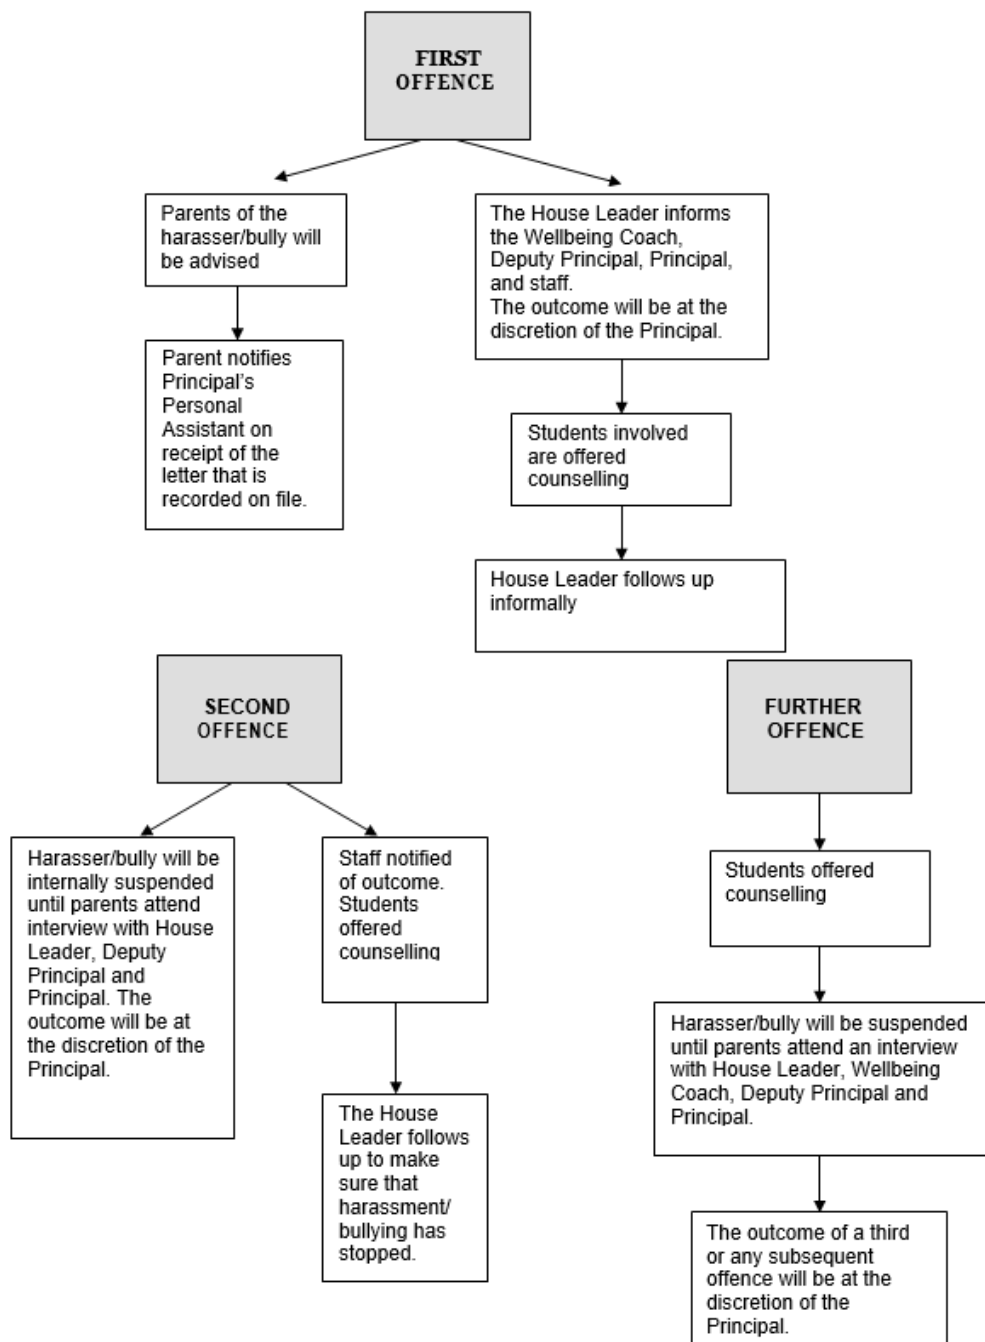 FIRST
OFFENCE
Parents of the
harasser/bully will
be advised
The House Leader informs
the Wellbeing Coach,
Deputy Principal, Principal,
and staff.
The outcome will be at the
discretion of the Principal.
Parent notifies
Principal’s
Personal
Assistant on
receipt of the
letter that is
recorded on file.
Students involved
are offered
counselling
House Leader follows up
informally
SECOND
OFFENCE
Harasser/bully will be
internally suspended
until parents attend
interview with House
Leader, Deputy
Principal and
Principal. The
outcome will be at
the discretion of the
Principal.
Staff notified
of outcome.
Students
offered
counselling
The House
Leader follows
up to make
sure that
harassment/
bullying has
stopped.
FURTHER
OFFENCE
Students offered
counselling
Harasser/bully will be suspended
until parents attend an interview
with House Leader, Wellbeing
Coach, Deputy Principal and
Principal.
The outcome of a third
or any subsequent
offence will be at the
discretion of the
Principal.